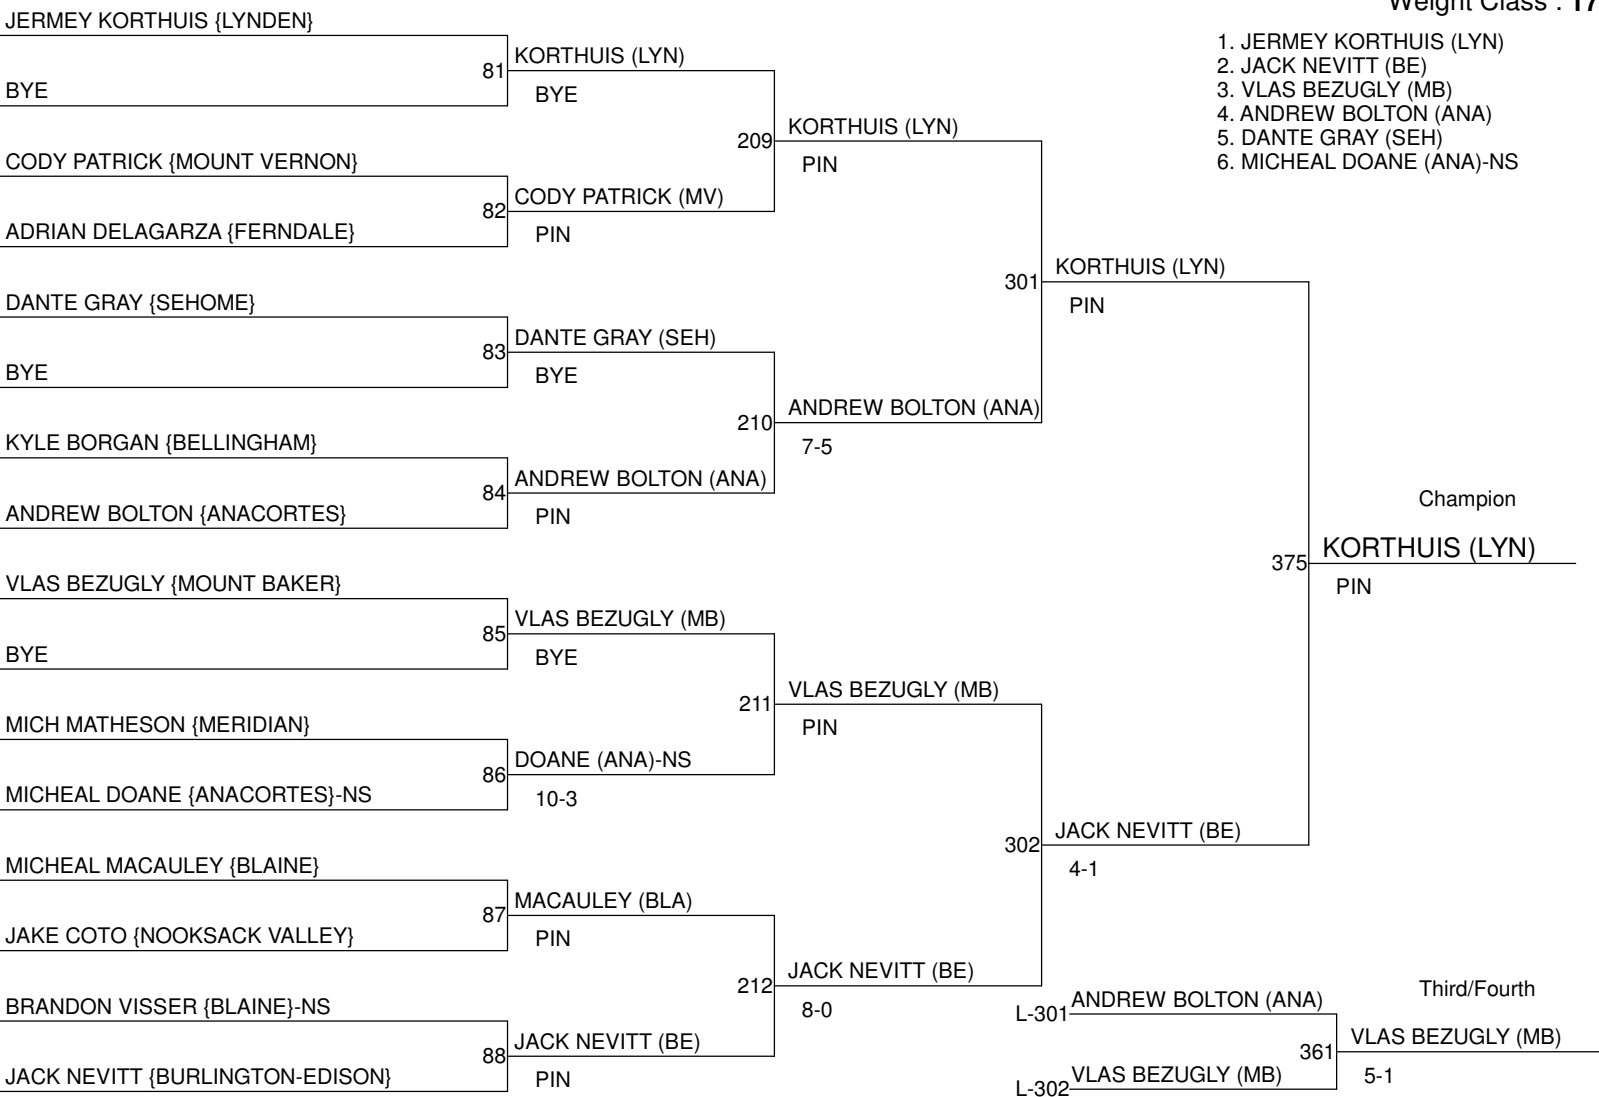 Weight Class : 17
1. JERMEY KORTHUIS (LYN)
2. JACK NEVITT (BE)
3. VLAS BEZUGLY (MB)
4. ANDREW BOLTON (ANA)
5. DANTE GRAY (SEH)
6. MICHEAL DOANE (ANA)-NS
JERMEY KORTHUIS {LYNDEN}
BYE
CODY PATRICK {MOUNT VERNON}
ADRIAN DELAGARZA {FERNDALE}
DANTE GRAY {SEHOME}
BYE
KYLE BORGAN {BELLINGHAM}
ANDREW BOLTON {ANACORTES}
VLAS BEZUGLY {MOUNT BAKER}
BYE
MICH MATHESON {MERIDIAN}
MICHEAL DOANE {ANACORTES}-NS
MICHEAL MACAULEY {BLAINE}
JAKE COTO {NOOKSACK VALLEY}
BRANDON VISSER {BLAINE}-NS
JACK NEVITT {BURLINGTON-EDISON}
81
KORTHUIS (LYN)
BYE
82
CODY PATRICK (MV)
PIN
83
DANTE GRAY (SEH)
BYE
84
ANDREW BOLTON (ANA)
PIN
85
VLAS BEZUGLY (MB)
BYE
86
DOANE (ANA)-NS
10-3
87
MACAULEY (BLA)
PIN
88
JACK NEVITT (BE)
PIN
209
KORTHUIS (LYN)
PIN
210
ANDREW BOLTON (ANA)
7-5
211
VLAS BEZUGLY (MB)
PIN
212
JACK NEVITT (BE)
8-0
301
KORTHUIS (LYN)
PIN
302
JACK NEVITT (BE)
4-1
Champion
375
KORTHUIS (LYN)
PIN
Third/Fourth
L-301
ANDREW BOLTON (ANA)
L-302
VLAS BEZUGLY (MB)
361
VLAS BEZUGLY (MB)
5-1